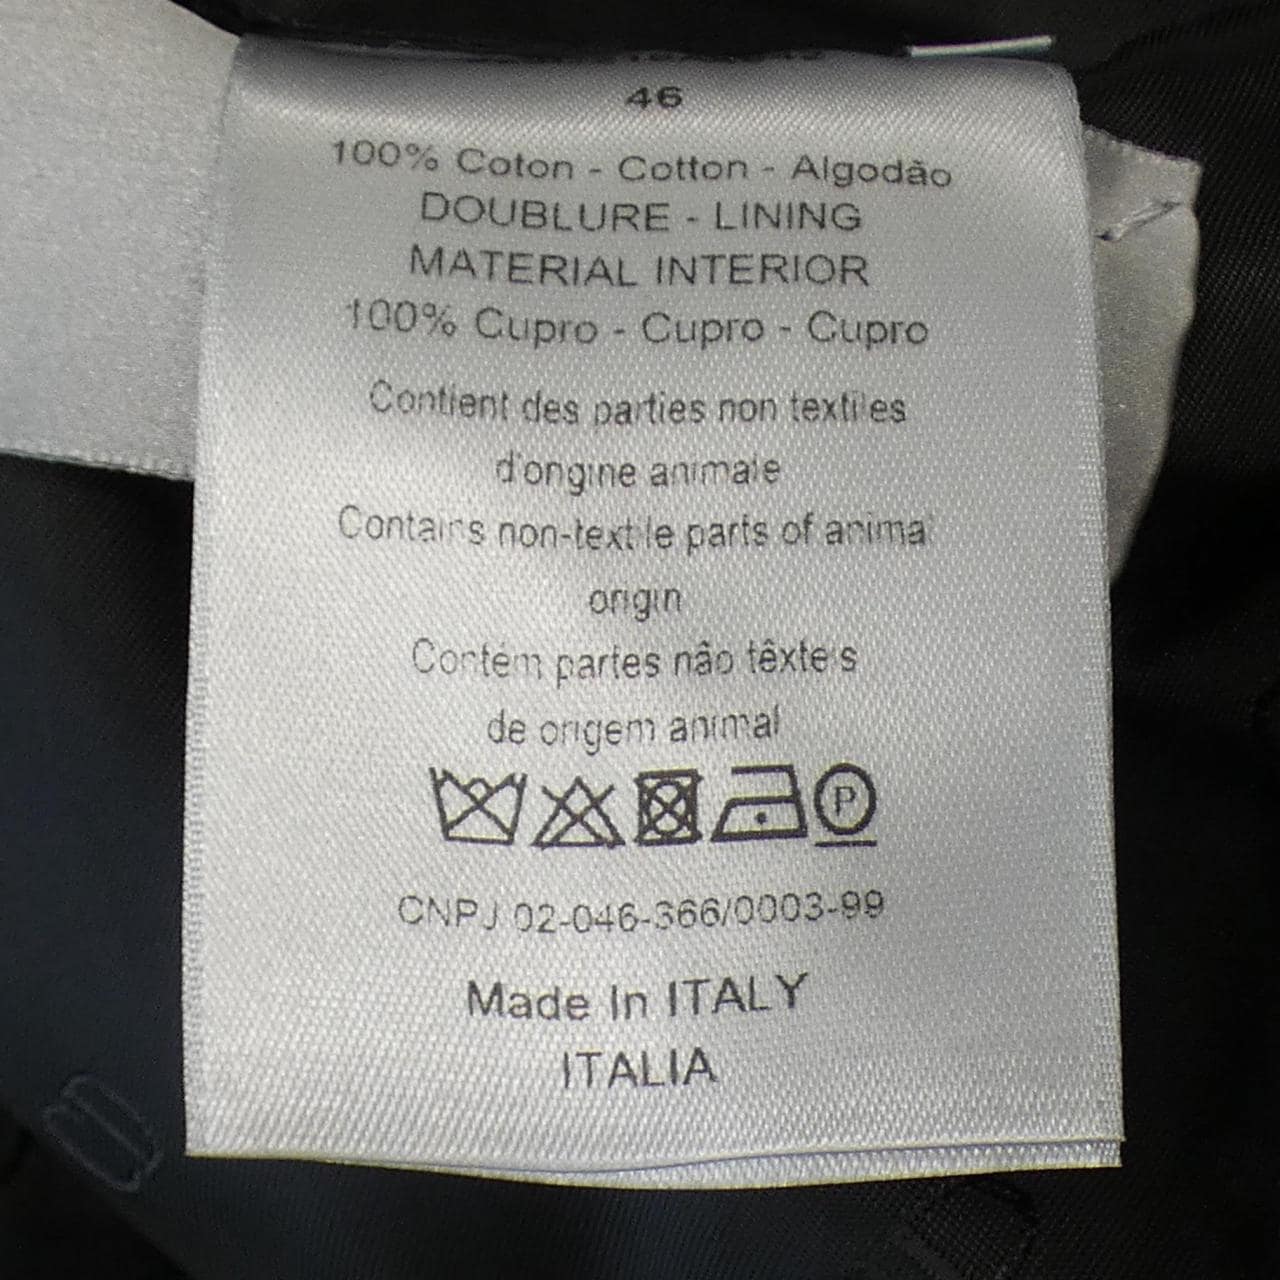 46
100% Coton - Cotton - Algodão
DOUBLURE - LINING
MATERIAL INTERIOR
100% Cupro - Cupro - Cupro
Contient des parties non textiles
d'origine animale
Contains non-textile parts of animal
origin
Contém partes não têxteis
de origem animal
P
CNPJ 02-046-366/0003-99
Made In ITALY
ITALIA